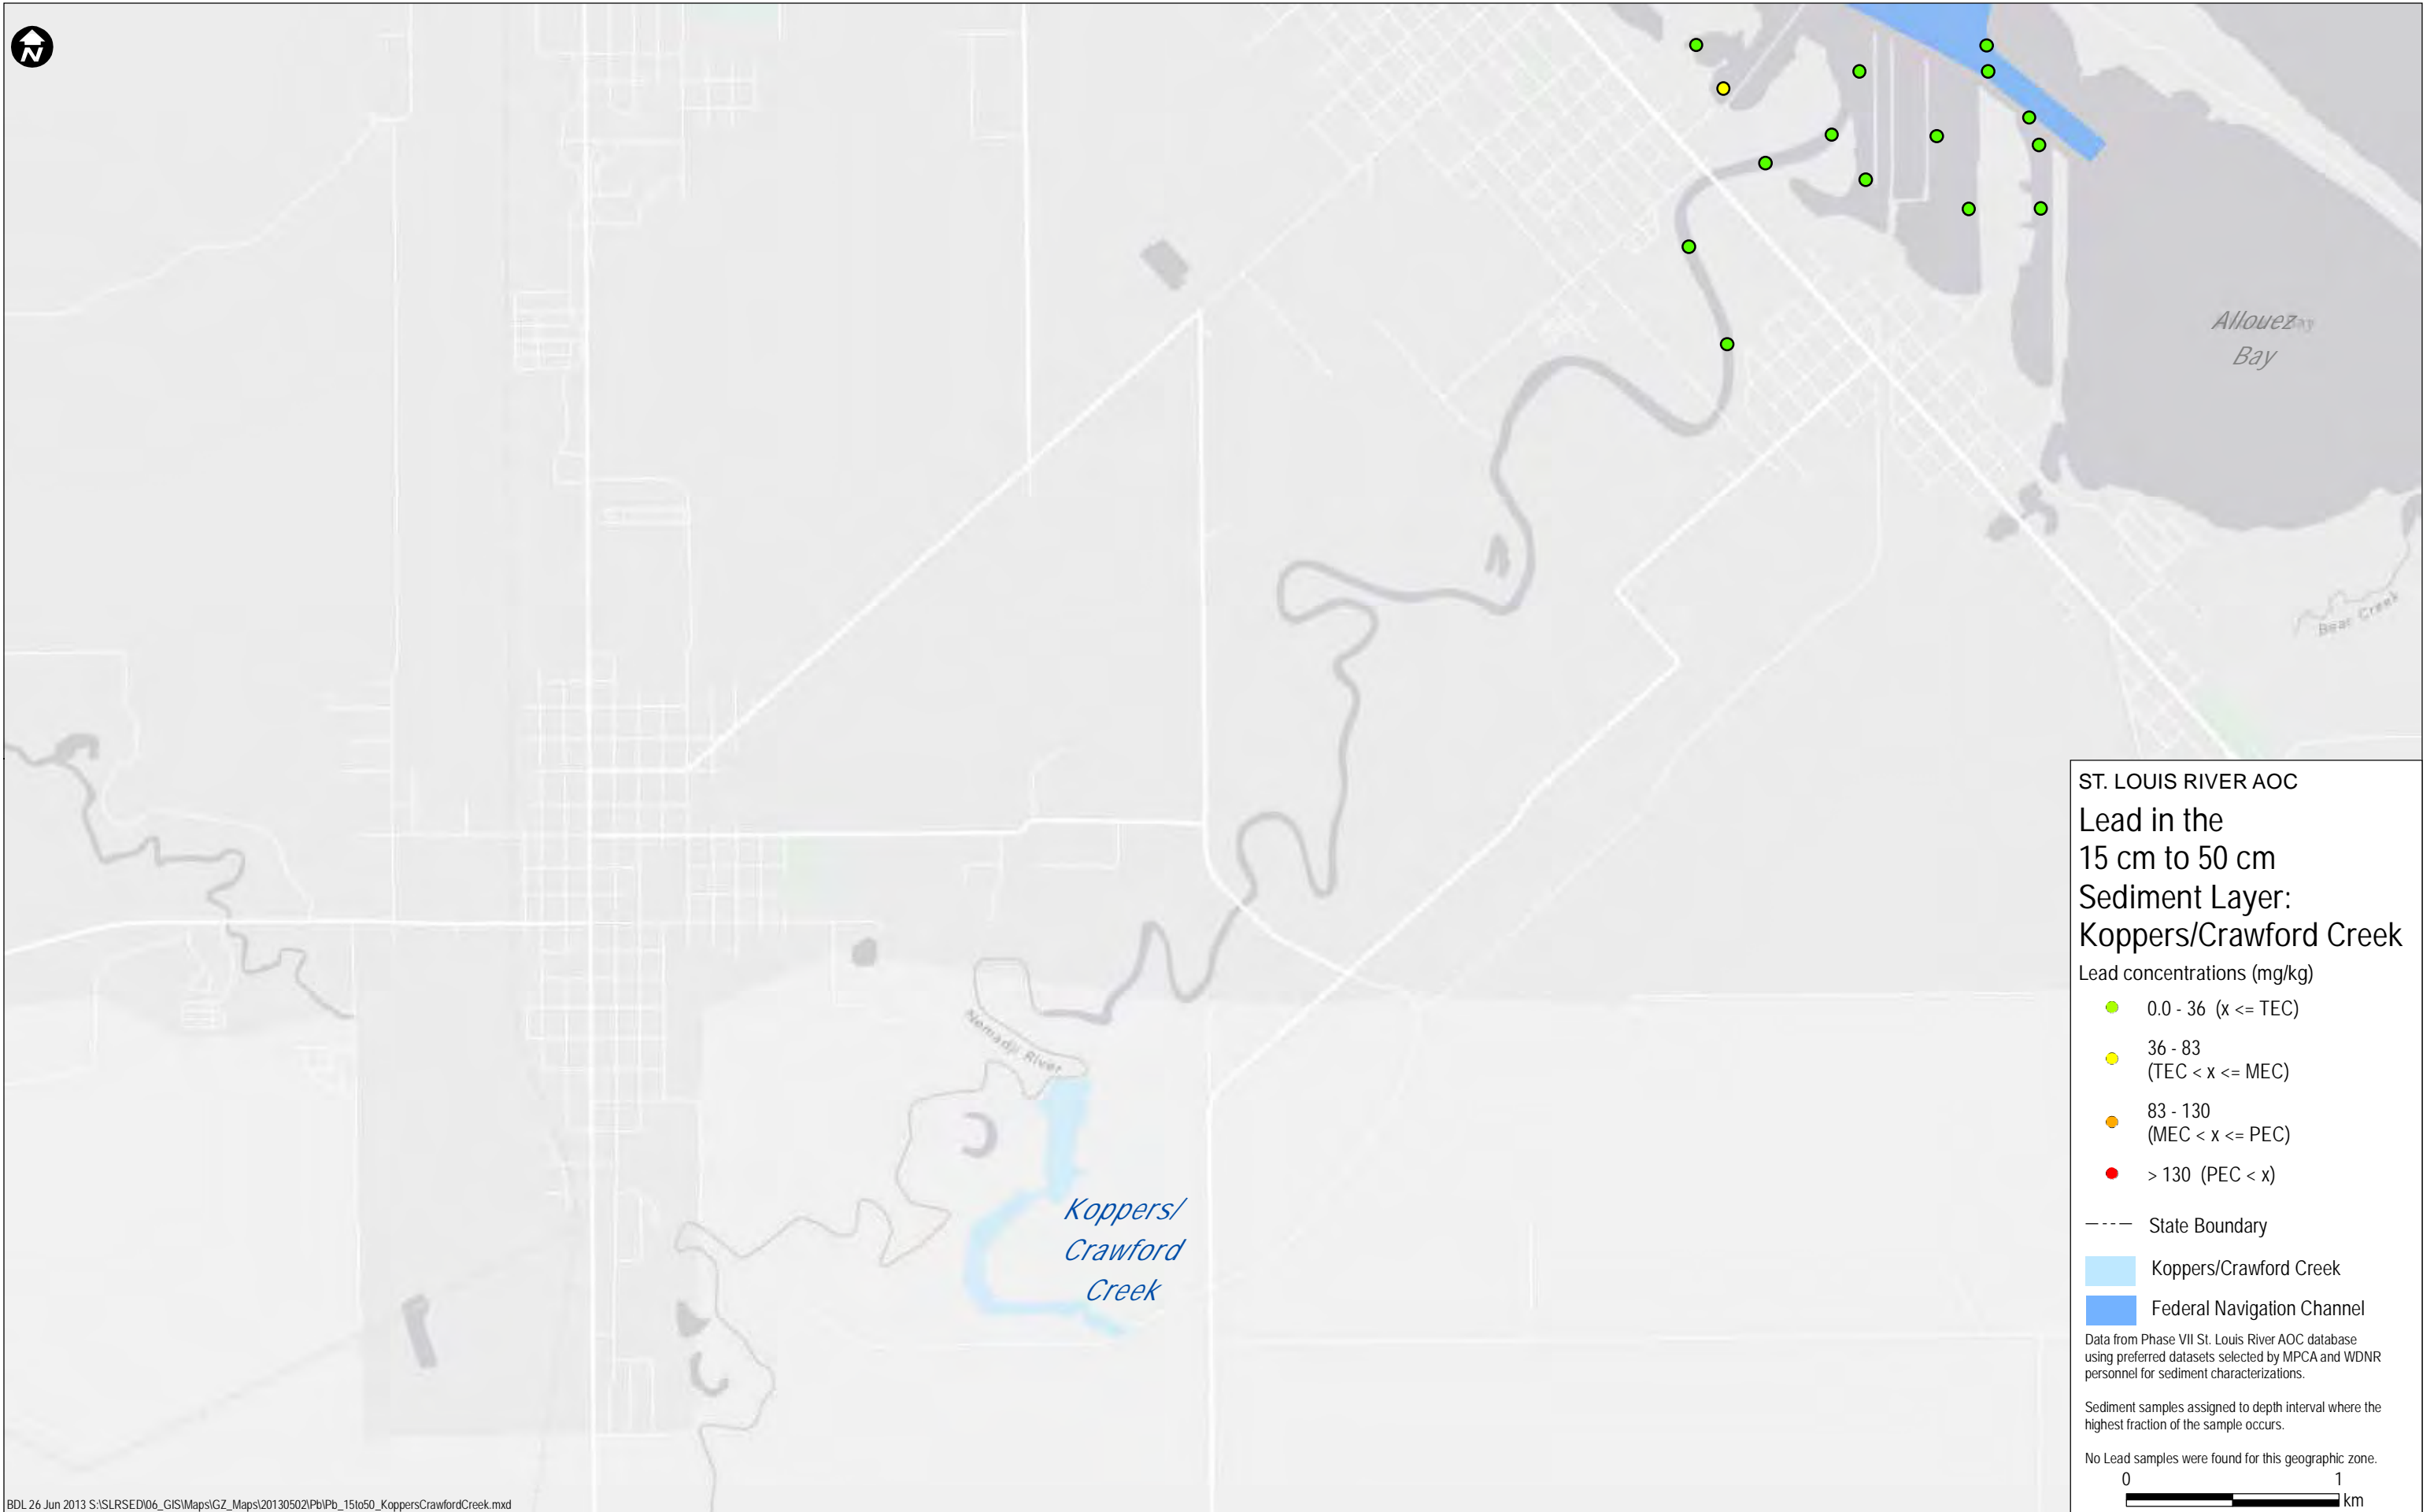 N
Allouez
Bay
Bay
Bear Creek
Nemadji River
Koppers/
Crawford
Creek
ST. LOUIS RIVER AOC
Lead in the
15 cm to 50 cm
Sediment Layer:
Koppers/Crawford Creek
Lead concentrations (mg/kg)
0.0 - 36 (x <= TEC)
36 - 83
(TEC < x <= MEC)
83 - 130
(MEC < x <= PEC)
> 130 (PEC < x)
State Boundary
Koppers/Crawford Creek
Federal Navigation Channel
Data from Phase VII St. Louis River AOC database
using preferred datasets selected by MPCA and WDNR
personnel for sediment characterizations.
Sediment samples assigned to depth interval where the
highest fraction of the sample occurs.
No Lead samples were found for this geographic zone.
0 1
km
BDL 26 Jun 2013 S:\SLRSED\06_GIS\Maps\GZ_Maps\20130502\Pb\Pb_15to50_KoppersCrawfordCreek.mxd